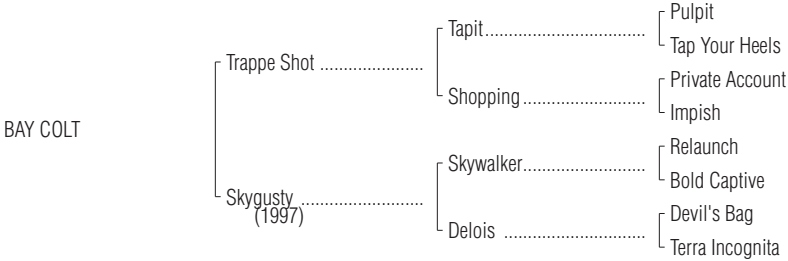 Pulpit
Tapit
Tap Your Heels
Trappe Shot
Private Account
Shopping
Impish
BAY COLT
Relaunch
Skywalker
Bold Captive
Skygusty
(1997)
Devil's Bag
Delois
Terra Incognita